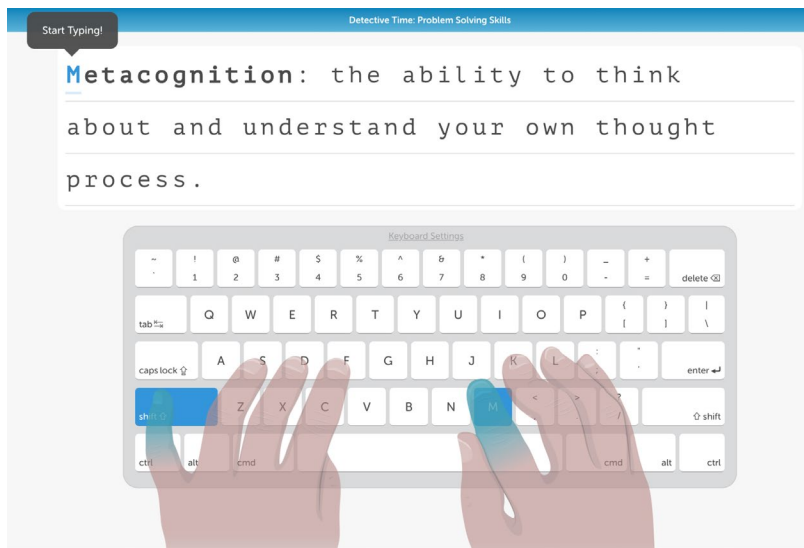 Detective Time: Problem Solving Skills
Start Typing!
Metacognition: the ability to think
about and understand your own thought
process.
Keyboard Settings
~ ! @ # $ % ^ & * ( ) _ +
` 1 2 3 4 5 6 7 8 9 0 - = delete
tab Q W E R T Y U I O P { [ } ] | \
caps lock A S D F G H J K L : ; " ' enter
shift Z X C V B N M < > ? / shift
ctrl alt cmd cmd alt ctrl